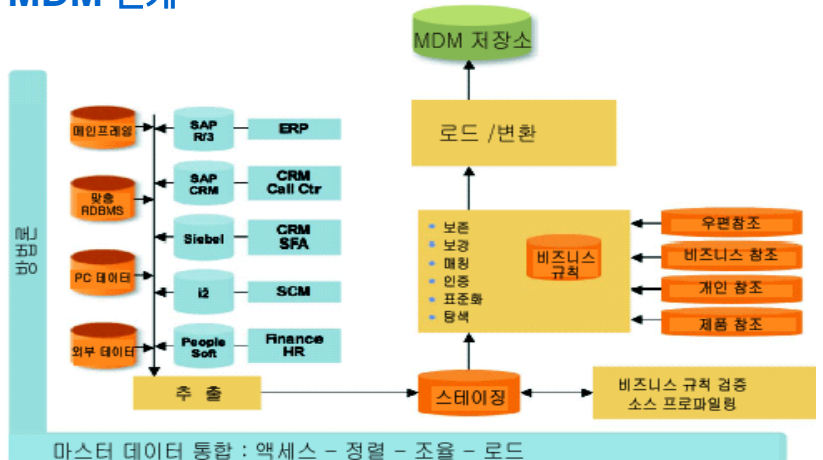 MDM 단계
MDM 저장소
로드 /변환
메인프레임
SAP
R/3
ERP
맞춤
RDBMS
SAP
CRM
CRM
Call Ctr
Siebel
CRM
SFA
PC 데이터
i2
SCM
외부 데이터
People
Soft
Finance
HR
방법론
추 출
보존
보강
매칭
인증
표준화
탐색
비즈니스
규칙
우편참조
비즈니스 참조
개인 참조
제품 참조
스테이징
비즈니스 규칙 검증
소스 프로파일링
마스터 데이터 통합 : 액세스 – 정렬 – 조율 – 로드